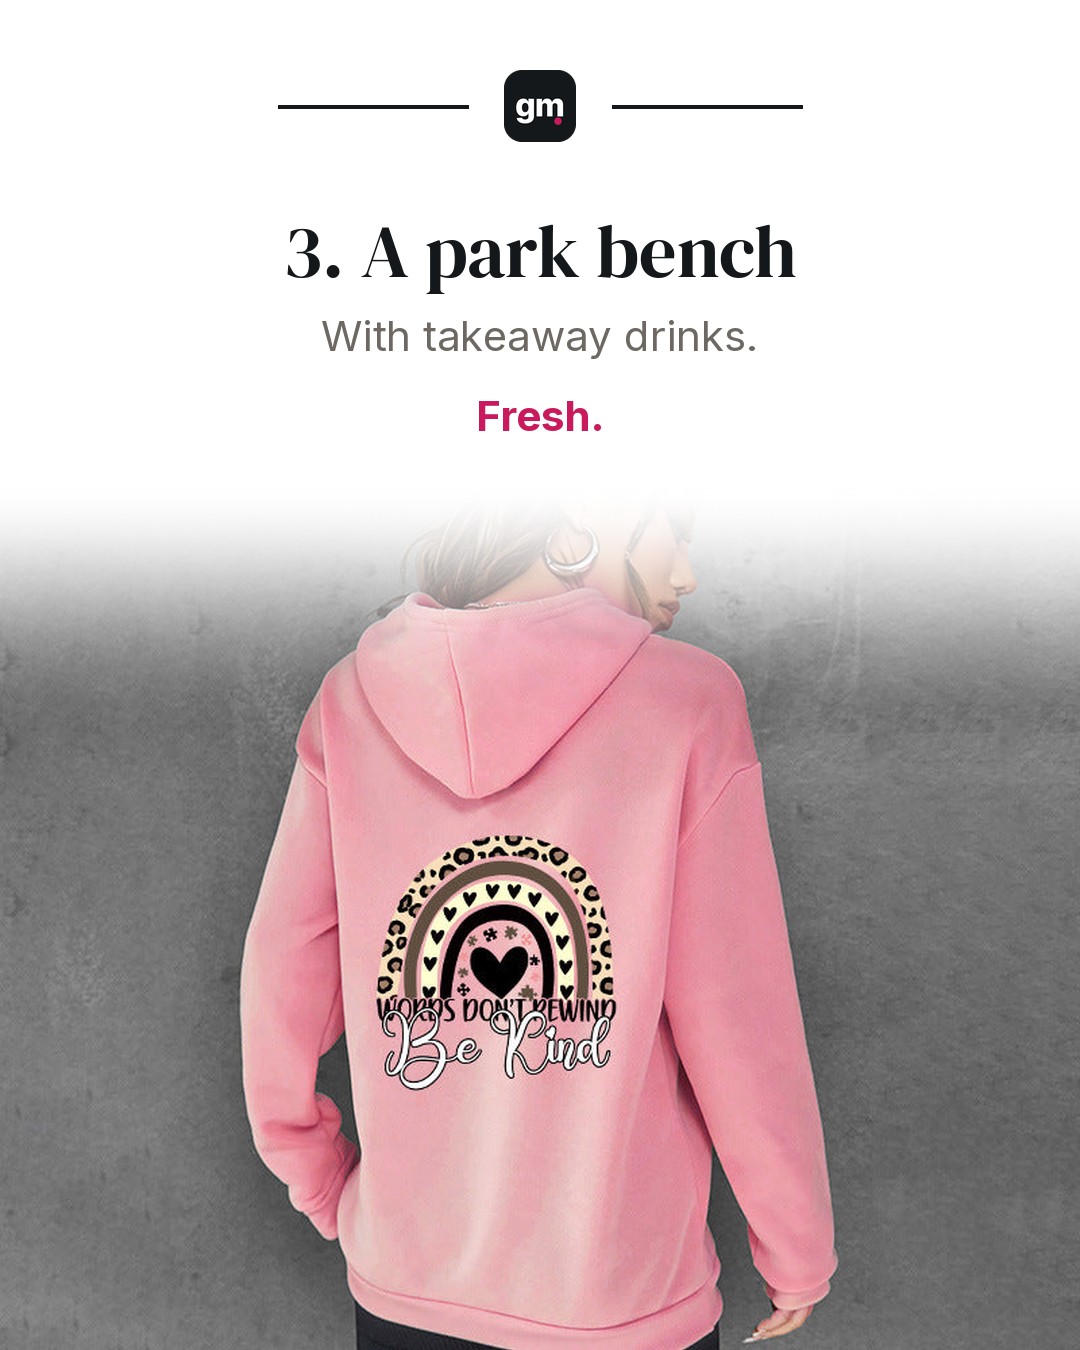 gm.
3. A park bench
With takeaway drinks.
Fresh.
WORDS DON'T REWIND
Be Kind